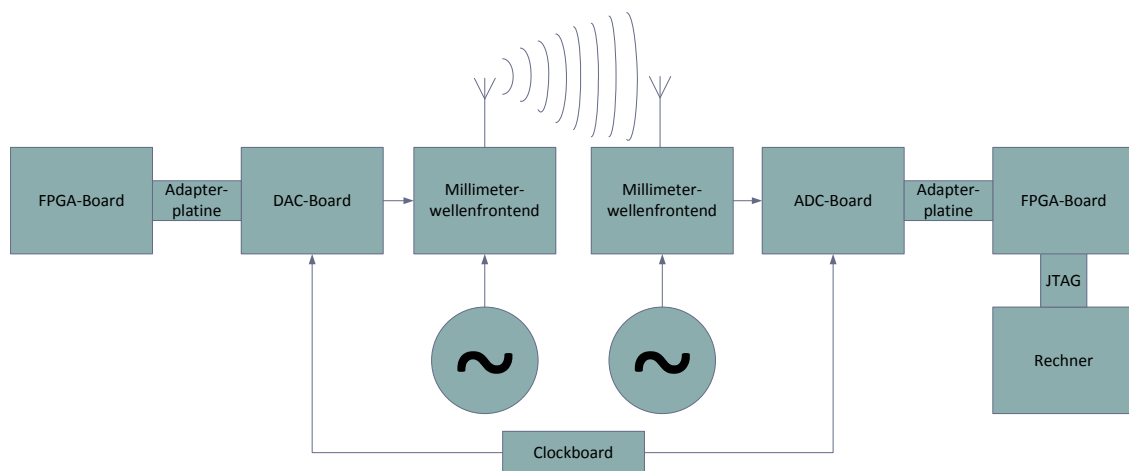 FPGA-Board
Adapter-
platine
DAC-Board
Millimeter-
wellenfrontend
Millimeter-
wellenfrontend
ADC-Board
Adapter-
platine
FPGA-Board
JTAG
Rechner
~
~
Clockboard